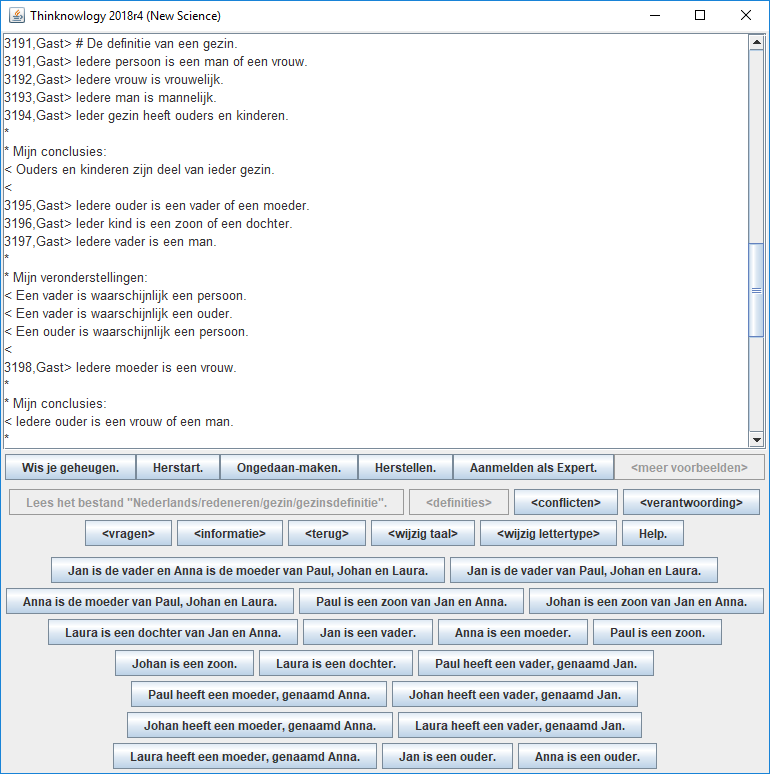 Thinknowlogy 2018r4 (New Science)
3191,Gast> # De definitie van een gezin.
3191,Gast> Iedere persoon is een man of een vrouw.
3192,Gast> Iedere vrouw is vrouwelijk.
3193,Gast> Ieder man is mannelijk.
3194,Gast> Ieder gezin heeft ouders en kinderen.
*
* Mijn conclusies:
< Ouders en kinderen zijn deel van ieder gezin.
<
3195,Gast> Iedere ouder is een vader of een moeder.
3196,Gast> Ieder kind is een zoon of een dochter.
3197,Gast> Iedere vader is een man.
*
* Mijn veronderstellingen:
< Een vader is waarschijnlijk een persoon.
< Een vader is waarschijnlijk een ouder.
< Een ouder is waarschijnlijk een persoon.
<
3198,Gast> Iedere moeder is een vrouw.
*
* Mijn conclusies:
< Iedere ouder is een vrouw of een man.
*
Wis je geheugen. Herstart. Ongedaan-maken. Herstellen. Aanmelden als Expert. <meer voorbeelden>
Lees het bestand "Nederlands/redeneren/gezin/gezinsdefinitie". <definities> <conflicten> <verantwoording>
<vragen> <informatie> <terug> <wijzig taal> <wijzig lettertype> Help.
Jan is de vader en Anna is de moeder van Paul, Johan en Laura. Jan is de vader van Paul, Johan en Laura.
Anna is de moeder van Paul, Johan en Laura. Paul is een zoon van Jan en Anna. Johan is een zoon van Jan en Anna.
Laura is een dochter van Jan en Anna. Jan is een vader. Anna is een moeder. Paul is een zoon.
Johan is een zoon. Laura is een dochter. Paul heeft een vader, genaamd Jan.
Paul heeft een moeder, genaamd Anna. Johan heeft een vader, genaamd Jan.
Johan heeft een moeder, genaamd Anna. Laura heeft een vader, genaamd Jan.
Laura heeft een moeder, genaamd Anna. Jan is een ouder. Anna is een ouder.